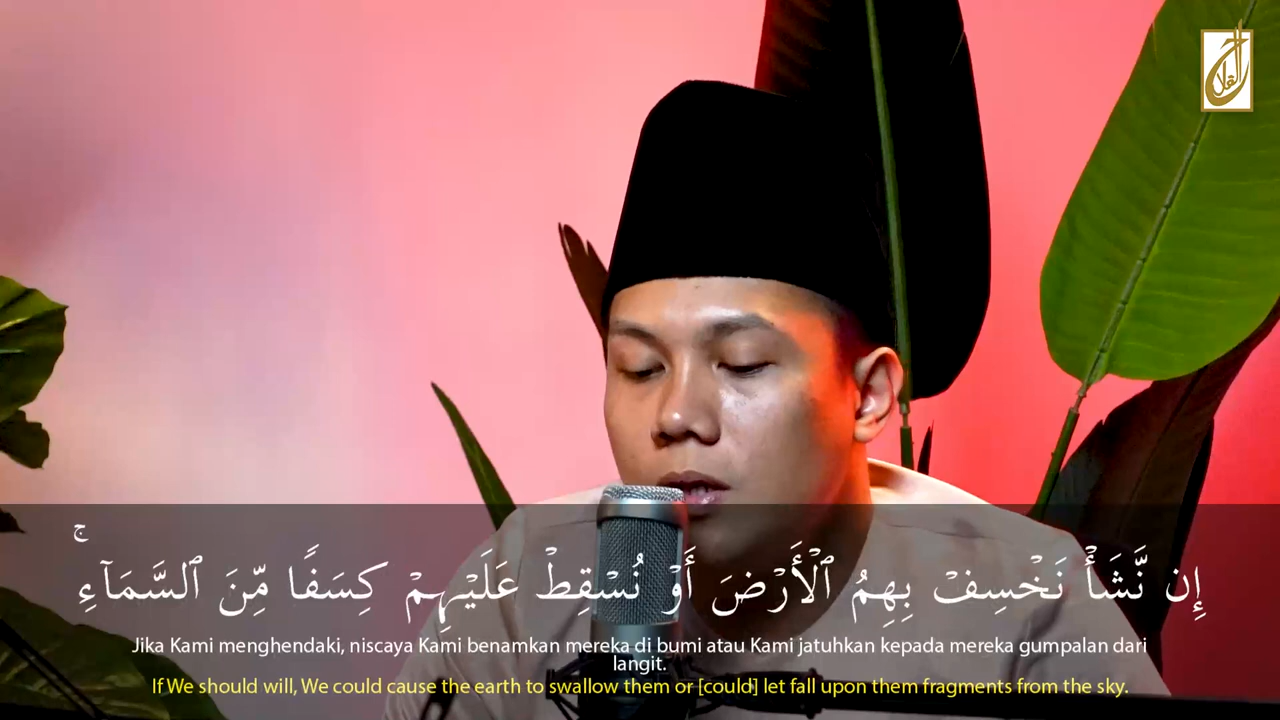 العلاج
إِن نَّشَأْ نَخْسِفْ بِهِمُ ٱلْأَرْضَ أَوْ نُسْقِطْ عَلَيْهِمْ كِسَفًا مِّنَ ٱلسَّمَآءِ ۚ
Jika Kami menghendaki, niscaya Kami benamkan mereka di bumi atau Kami jatuhkan kepada mereka gumpalan dari
langit.
If We should will, We could cause the earth to swallow them or [could] let fall upon them fragments from the sky.